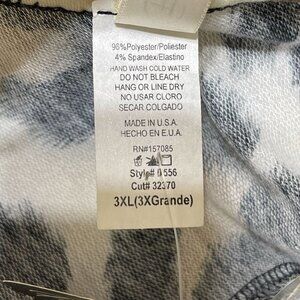 96%Polyester/Poliester
4% Spandex/Elastino
HAND WASH COLD WATER
DO NOT BLEACH
HANG OR LINE DRY
NO USAR CLORO
SECAR COLGADO
MADE IN U.S.A.
HECHO EN E.U.A.
RN#157085
Style# 6556
Cut# 32370
3XL(3XGrande)